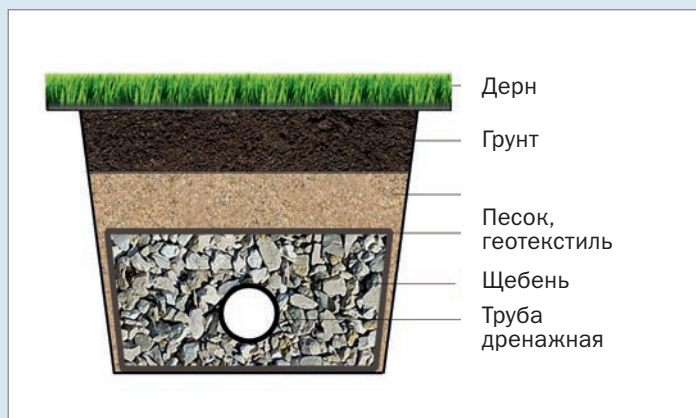 Дерн
Грунт
Песок,
геотекстиль
Щебень
Труба
дренажная